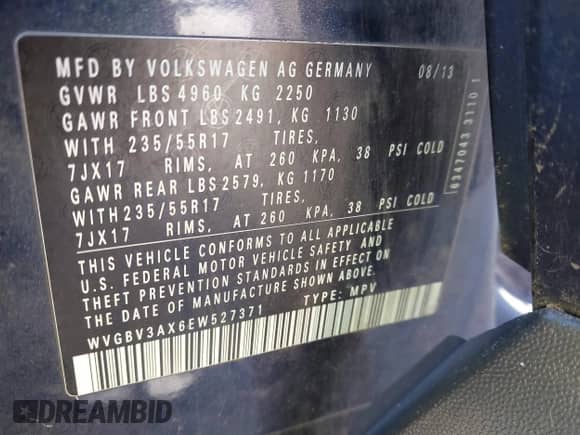 MFD BY VOLKSWAGEN AG GERMANY 08/13
GVWR LBS 4960, KG 2250
GAWR FRONT LBS 2491, KG 1130
WITH 235/55R17 TIRES,
7JX17 RIMS, AT 260 KPA, 38 PSI COLD
GAWR REAR LBS 2579, KG 1170
WITH 235/55R17 TIRES,
7JX17 RIMS, AT 260 KPA, 38 PSI COLD
THIS VEHICLE CONFORMS TO ALL APPLICABLE
U.S. FEDERAL MOTOR VEHICLE SAFETY AND
THEFT PREVENTION STANDARDS IN EFFECT ON
THE DATE OF MANUFACTURE SHOWN ABOVE.
WVGBV3AX6EW527371 TYPE: MPV
6347043 3110 1
DREAMBID